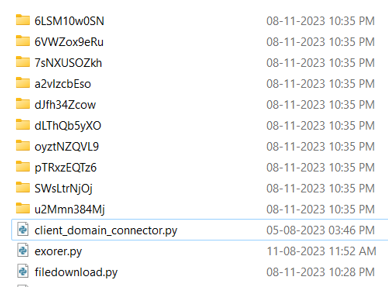 6LSM10w0SN 08-11-2023 10:35 PM
6VWZox9eRu 08-11-2023 10:35 PM
7sNXUSOZkh 08-11-2023 10:35 PM
a2vIzcbEso 08-11-2023 10:35 PM
dJfh34Zcow 08-11-2023 10:35 PM
dLThQb5yXO 08-11-2023 10:35 PM
oyztNZQVL9 08-11-2023 10:35 PM
pTRxzEQTz6 08-11-2023 10:35 PM
SWsLtrNjOj 08-11-2023 10:35 PM
u2Mmn384Mj 08-11-2023 10:35 PM
client_domain_connector.py 05-08-2023 03:46 PM
exorer.py 11-08-2023 11:52 AM
filedownload.py 08-11-2023 10:28 PM